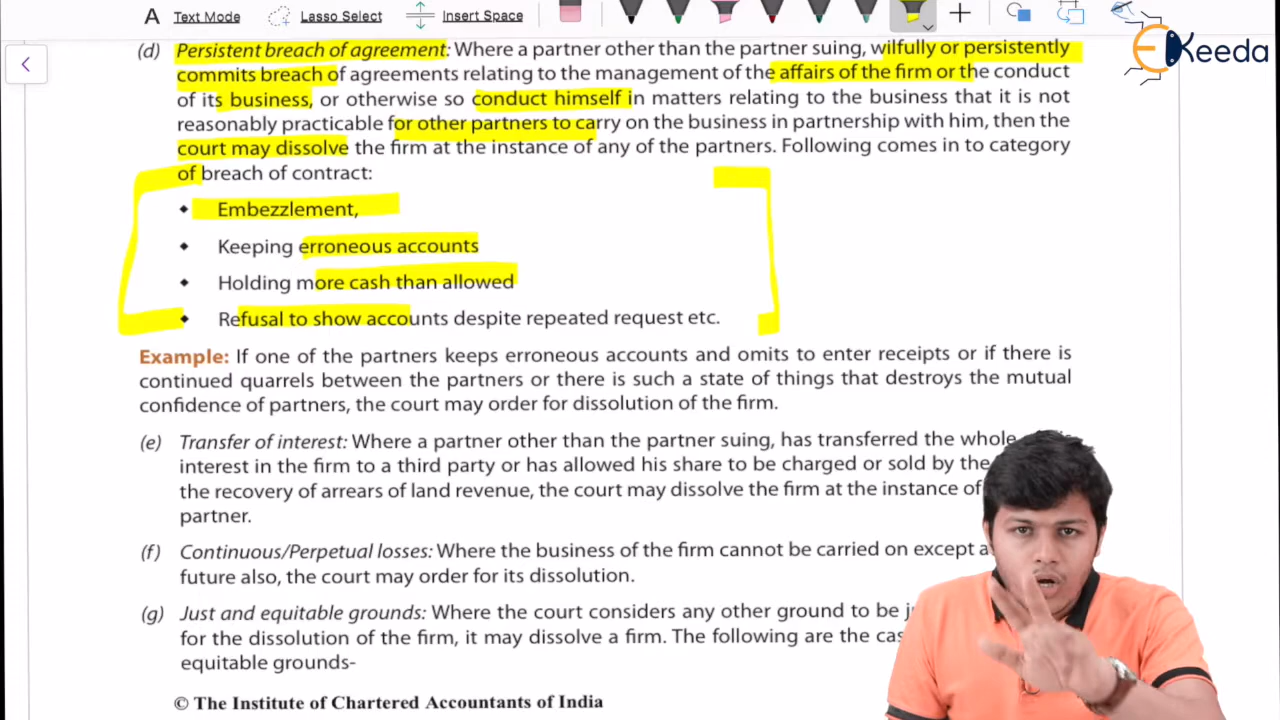 A Text Mode Lasso Select Insert Space
Keeda
(d) Persistent breach of agreement: Where a partner other than the partner suing, wilfully or persistently
commits breach of agreements relating to the management of the affairs of the firm or the conduct
of its business, or otherwise so conduct himself in matters relating to the business that it is not
reasonably practicable for other partners to carry on the business in partnership with him, then the
court may dissolve the firm at the instance of any of the partners. Following comes in to category
of breach of contract:
Embezzlement,
Keeping erroneous accounts
Holding more cash than allowed
Refusal to show accounts despite repeated request etc.
Example: If one of the partners keeps erroneous accounts and omits to enter receipts or if there is
continued quarrels between the partners or there is such a state of things that destroys the mutual
confidence of partners, the court may order for dissolution of the firm.
(e) Transfer of interest: Where a partner other than the partner suing, has transferred the whole
interest in the firm to a third party or has allowed his share to be charged or sold by the
the recovery of arrears of land revenue, the court may dissolve the firm at the instance of
partner.
(f) Continuous/Perpetual losses: Where the business of the firm cannot be carried on except a
future also, the court may order for its dissolution.
(g) Just and equitable grounds: Where the court considers any other ground to be
for the dissolution of the firm, it may dissolve a firm. The following are the
equitable grounds-
© The Institute of Chartered Accountants of India